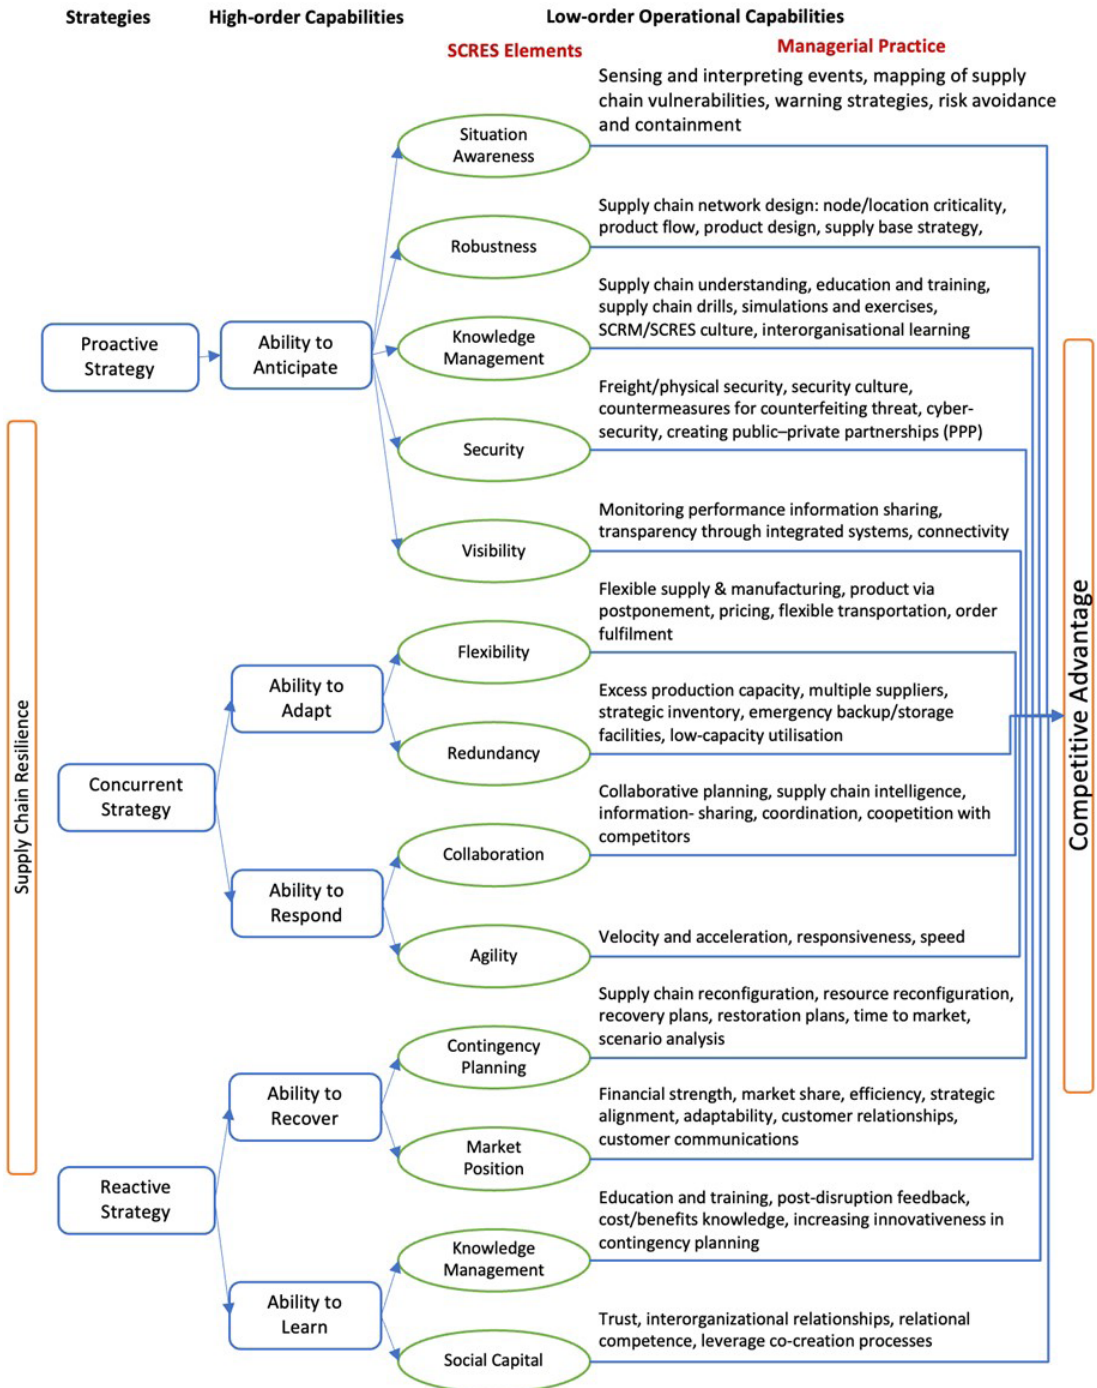 Strategies
High-order Capabilities
Low-order Operational Capabilities
SCRES Elements
Managerial Practice
Sensing and interpreting events, mapping of supply
chain vulnerabilities, warning strategies, risk avoidance
and containment
Situation
Awareness
Supply chain network design: node/location criticality,
product flow, product design, supply base strategy,
Robustness
Supply chain understanding, education and training,
supply chain drills, simulations and exercises,
SCRM/SCRES culture, interorganisational learning
Proactive
Strategy
Ability to
Anticipate
Knowledge
Management
Freight/physical security, security culture,
countermeasures for counterfeiting threat, cyber-
security, creating public–private partnerships (PPP)
Security
Monitoring performance information sharing,
transparency through integrated systems, connectivity
Visibility
Flexible supply & manufacturing, product via
postponement, pricing, flexible transportation, order
fulfilment
Flexibility
Ability to
Adapt
Excess production capacity, multiple suppliers,
strategic inventory, emergency backup/storage
facilities, low-capacity utilisation
Redundancy
Supply Chain Resilience
Competitive Advantage
Concurrent
Strategy
Collaborative planning, supply chain intelligence,
information- sharing, coordination, coopetition with
competitors
Collaboration
Ability to
Respond
Velocity and acceleration, responsiveness, speed
Agility
Supply chain reconfiguration, resource reconfiguration,
recovery plans, restoration plans, time to market,
scenario analysis
Contingency
Planning
Ability to
Recover
Financial strength, market share, efficiency, strategic
alignment, adaptability, customer relationships,
customer communications
Market
Position
Reactive
Strategy
Education and training, post-disruption feedback,
cost/benefits knowledge, increasing innovativeness in
contingency planning
Knowledge
Management
Ability to
Learn
Trust, interorganizational relationships, relational
competence, leverage co-creation processes
Social Capital